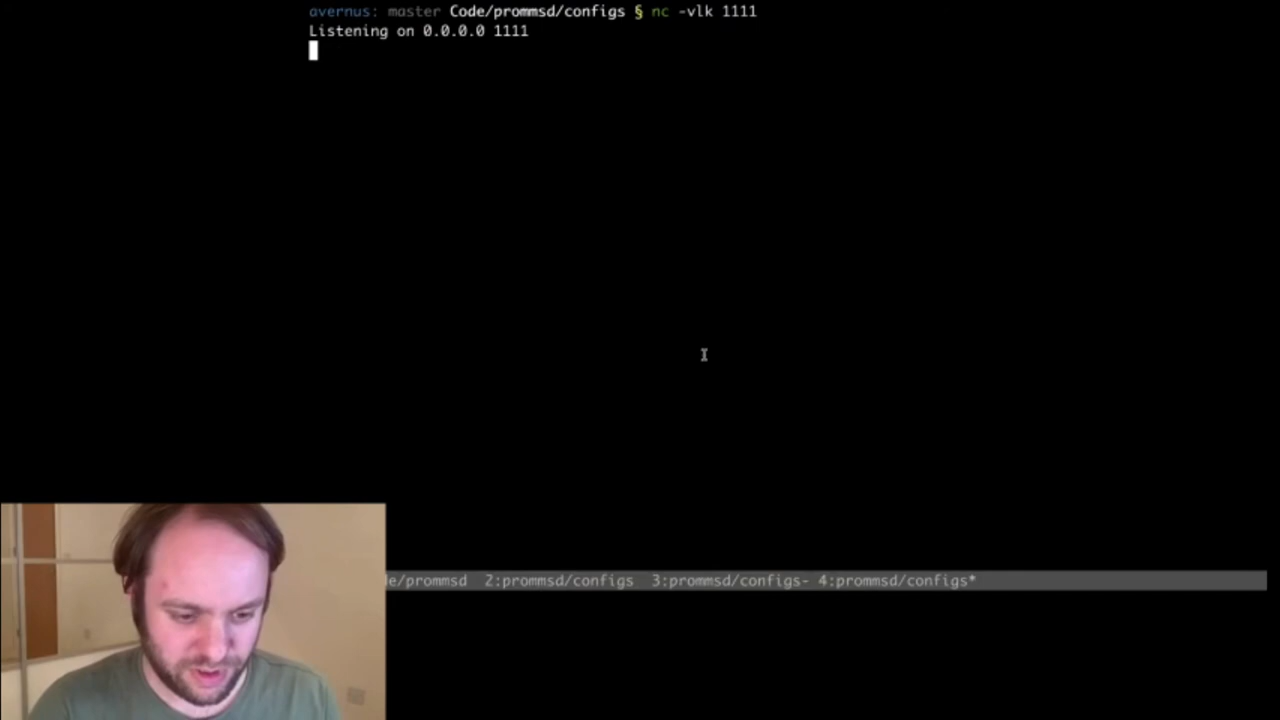 avernus: master Code/prommsd/configs § nc -vlk 1111
Listening on 0.0.0.0 1111
de/prommsd 2:prommsd/configs 3:prommsd/configs- 4:prommsd/configs*